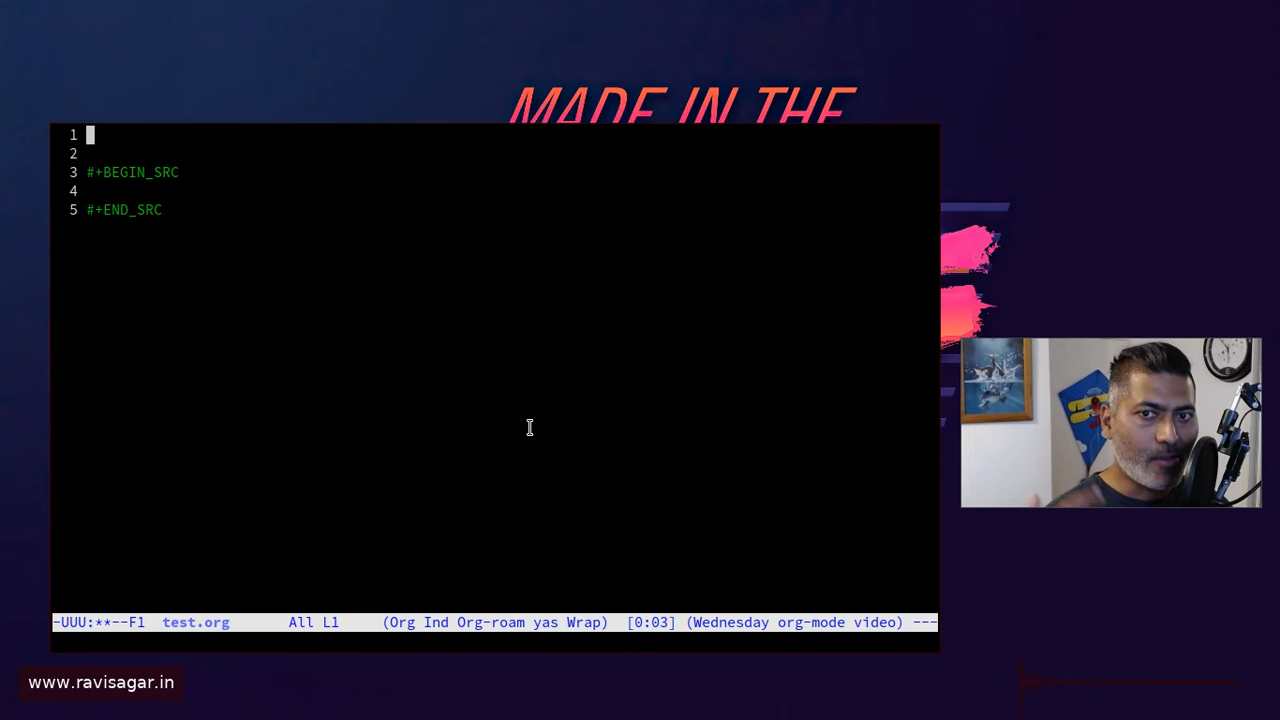 MADE IN THE
1
2
3 #+BEGIN_SRC
4
5 #+END_SRC
-UUU:**--F1 test.org All L1 (Org Ind Org-roam yas Wrap) [0:03] (Wednesday org-mode video) ---
www.ravisagar.in